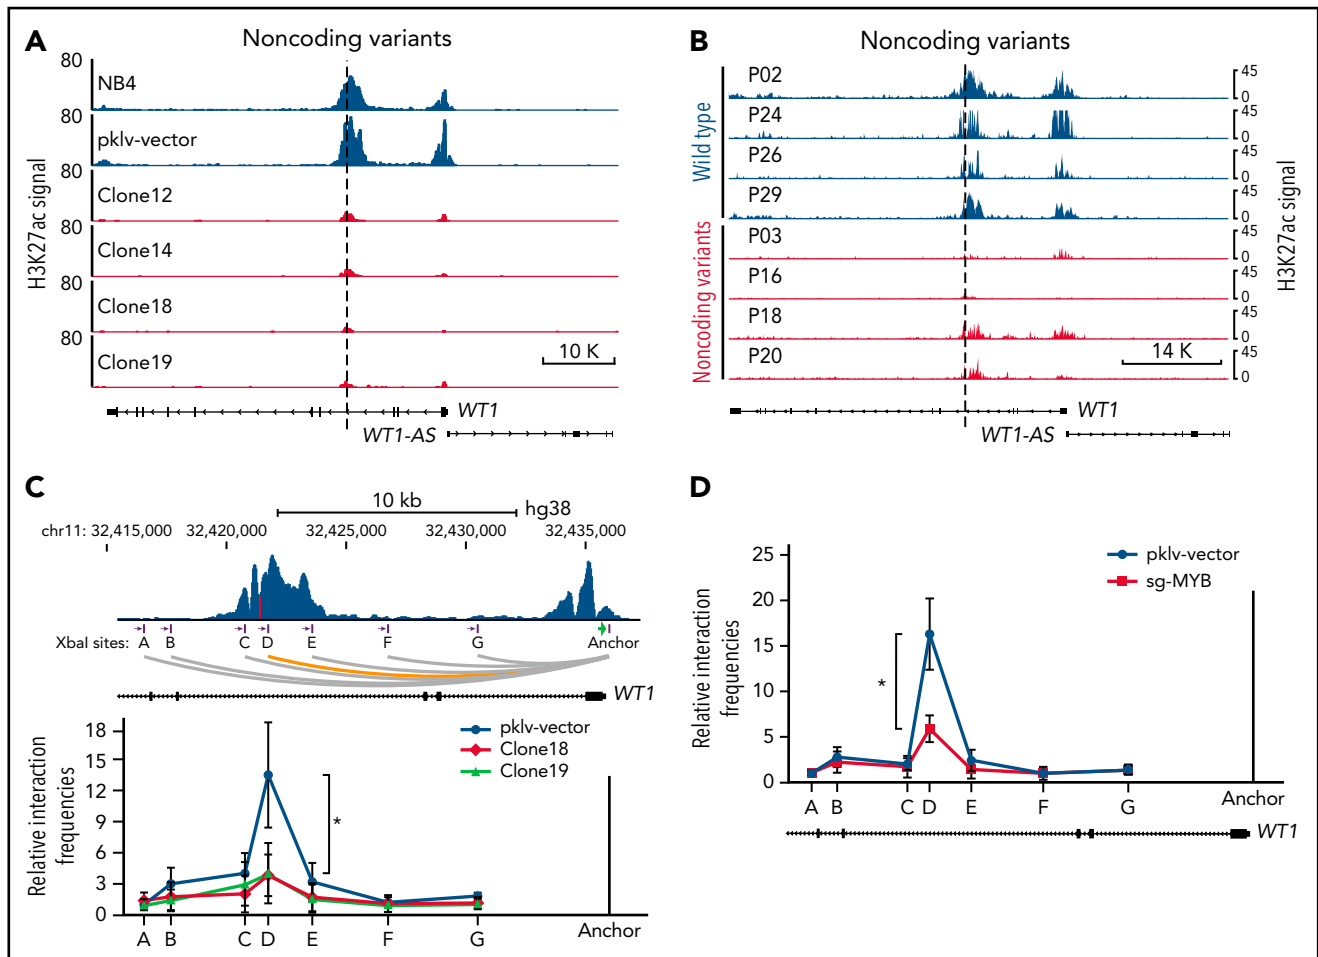 A
Noncoding variants
H3K27ac signal
80
NB4
80
pklv-vector
80
Clone12
80
Clone14
80
Clone18
80
Clone19
10 K
WT1
WT1-AS
B
Noncoding variants
Wild type
Noncoding variants
P02
45
0
P24
45
0
P26
45
0
P29
45
0
P03
45
0
P16
45
0
P18
45
0
P20
45
0
14 K
H3K27ac signal
WT1
WT1-AS
C
10 kb
hg38
chr11: 32,415,000 32,420,000 32,425,000 32,430,000 32,435,000
XbaI sites: A B C D E F G Anchor
WT1
Relative interaction
frequencies
18
15
12
9
6
3
0
pklv-vector
Clone18
Clone19
*
A B C D E F G Anchor
D
Relative interaction
frequencies
25
20
15
10
5
0
pklv-vector
sg-MYB
*
A B C D E F G Anchor
WT1